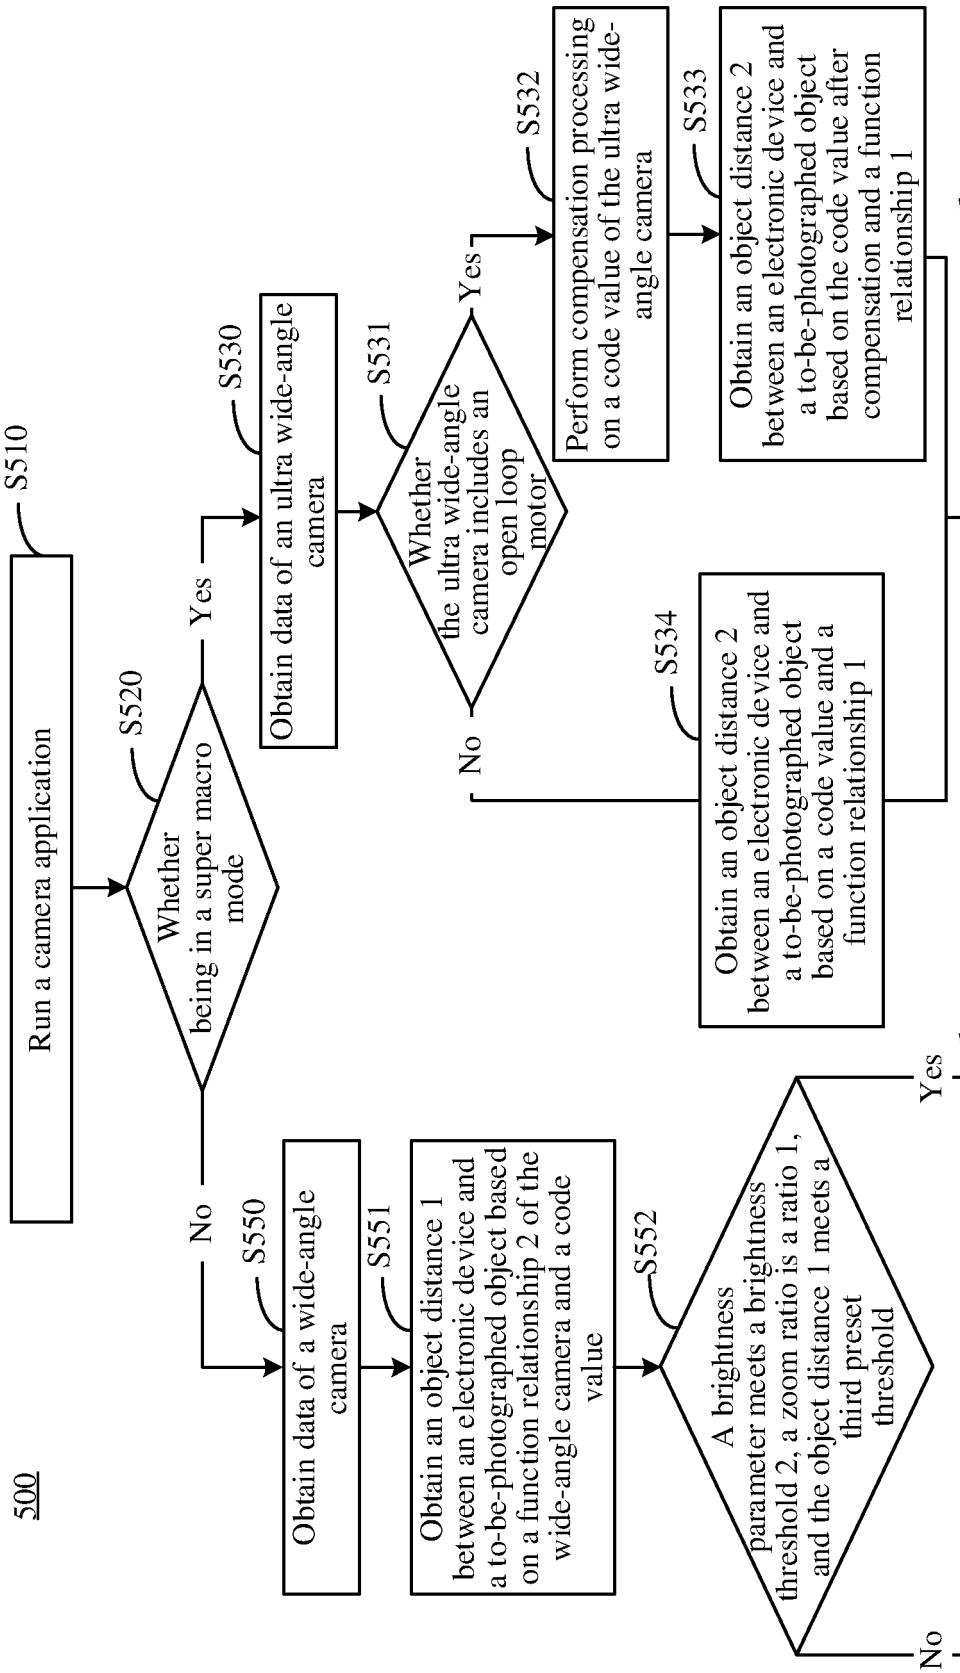 500
Run a camera application
S510
Whether
being in a super macro
mode
S520
Yes
No
Obtain data of an ultra wide-angle
camera
S530
Whether
the ultra wide-angle
camera includes an
open loop
motor
S531
Yes
No
Perform compensation processing
on a code value of the ultra wide-
angle camera
S532
Obtain an object distance 2
between an electronic device and
a to-be-photographed object
based on the code value after
compensation and a function
relationship 1
S533
Obtain an object distance 2
between an electronic device and
a to-be-photographed object
based on a code value and a
function relationship 1
S534
Obtain data of a wide-angle
camera
S550
Obtain an object distance 1
between an electronic device and
a to-be-photographed object based
on a function relationship 2 of the
wide-angle camera and a code
value
S551
A brightness
parameter meets a brightness
threshold 2, a zoom ratio is a ratio 1,
and the object distance 1 meets a
third preset
threshold
S552
No
Yes